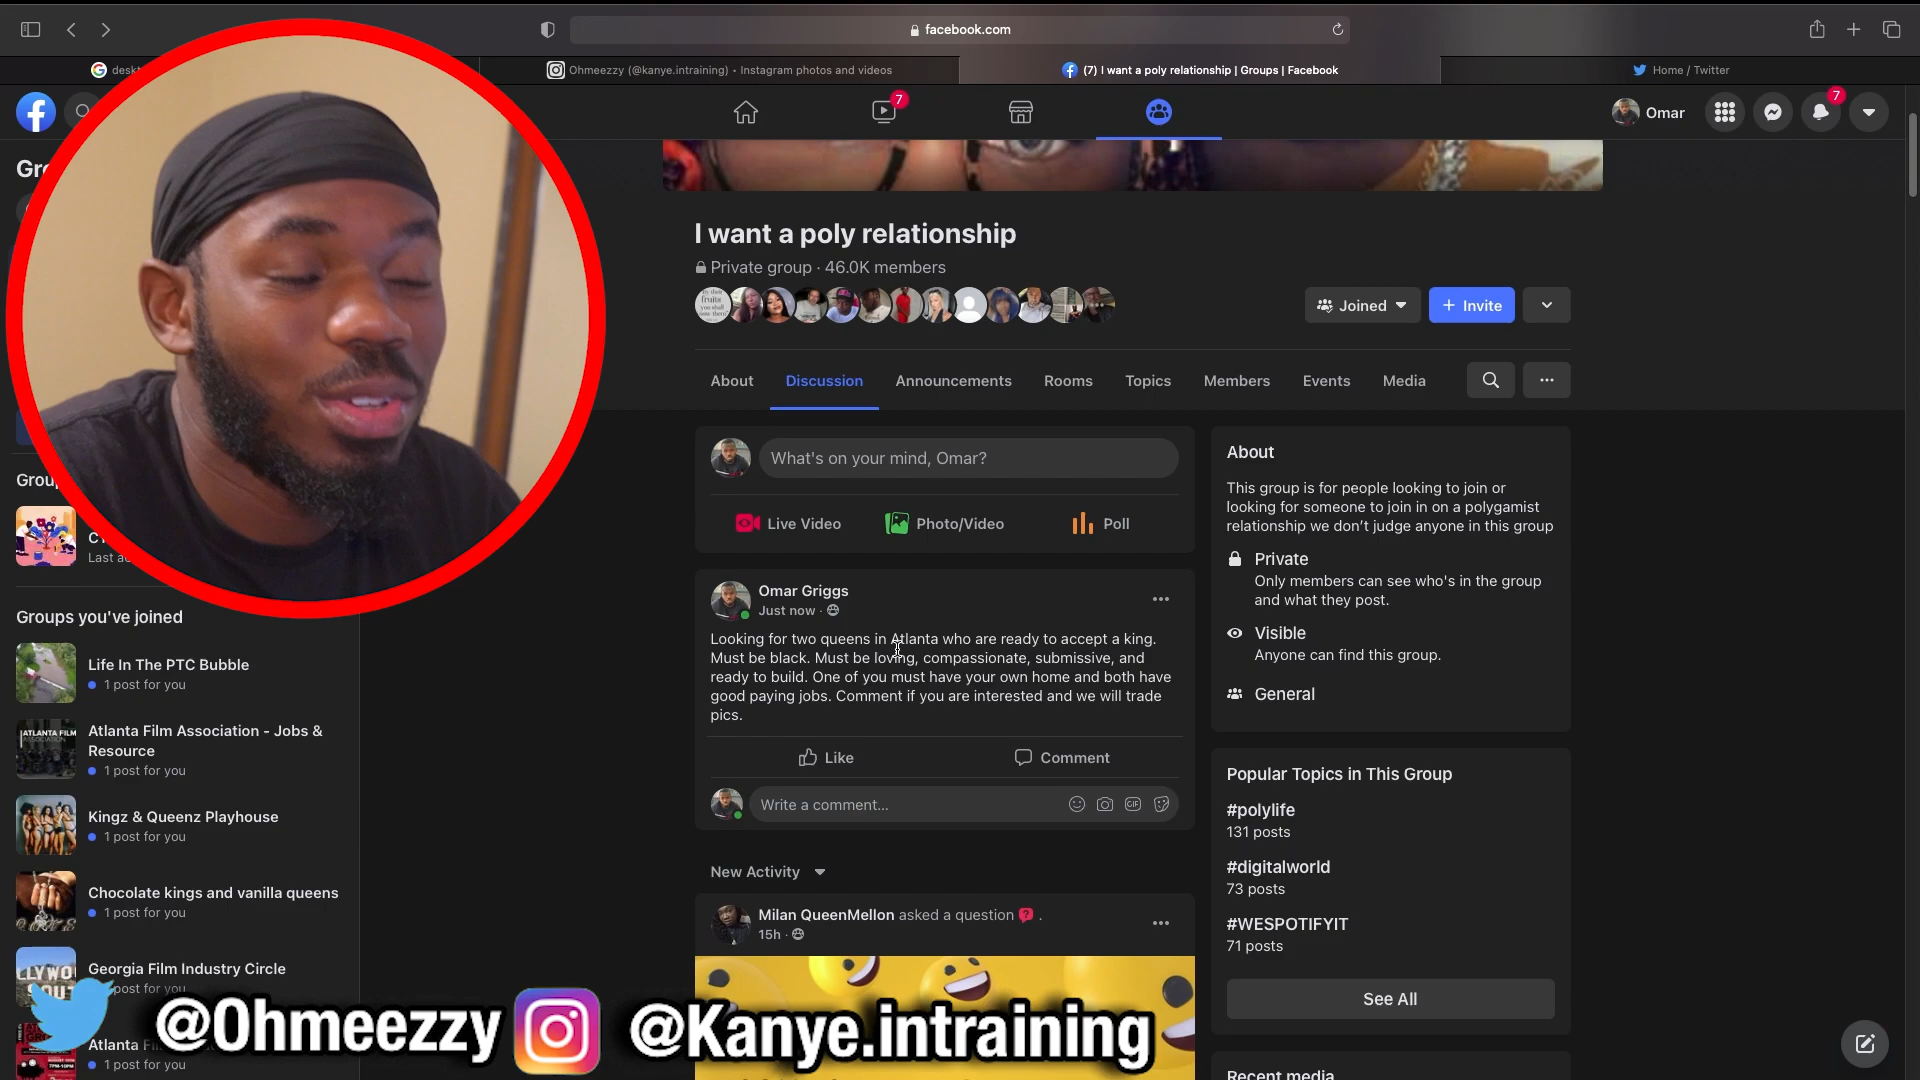 facebook.com
deskt
Ohmeezzy (@kanye.intraining) • Instagram photos and videos
(7) I want a poly relationship | Groups | Facebook
Home / Twitter
7
Omar
7
Gro
I want a poly relationship
Private group · 46.0K members
Joined
+ Invite
About
Discussion
Announcements
Rooms
Topics
Members
Events
Media
What's on your mind, Omar?
Live Video
Photo/Video
Poll
Group
Last ac
Groups you've joined
Life In The PTC Bubble
1 post for you
Atlanta Film Association - Jobs &
Resource
1 post for you
Kingz & Queenz Playhouse
1 post for you
Chocolate kings and vanilla queens
1 post for you
Georgia Film Industry Circle
post for you
Atlanta Fil
1 post for you
Omar Griggs
Just now ·
Looking for two queens in Atlanta who are ready to accept a king.
Must be black. Must be loving, compassionate, submissive, and
ready to build. One of you must have your own home and both have
good paying jobs. Comment if you are interested and we will trade
pics.
Like
Comment
Write a comment...
GIF
New Activity
Milan QueenMellon asked a question
15h ·
About
This group is for people looking to join or
looking for someone to join in on a polygamist
relationship we don't judge anyone in this group
Private
Only members can see who's in the group
and what they post.
Visible
Anyone can find this group.
General
Popular Topics in This Group
#polylife
131 posts
#digitalworld
73 posts
#WESPOTIFYIT
71 posts
See All
Recent media
@Ohmeezzy
@Kanye.intraining